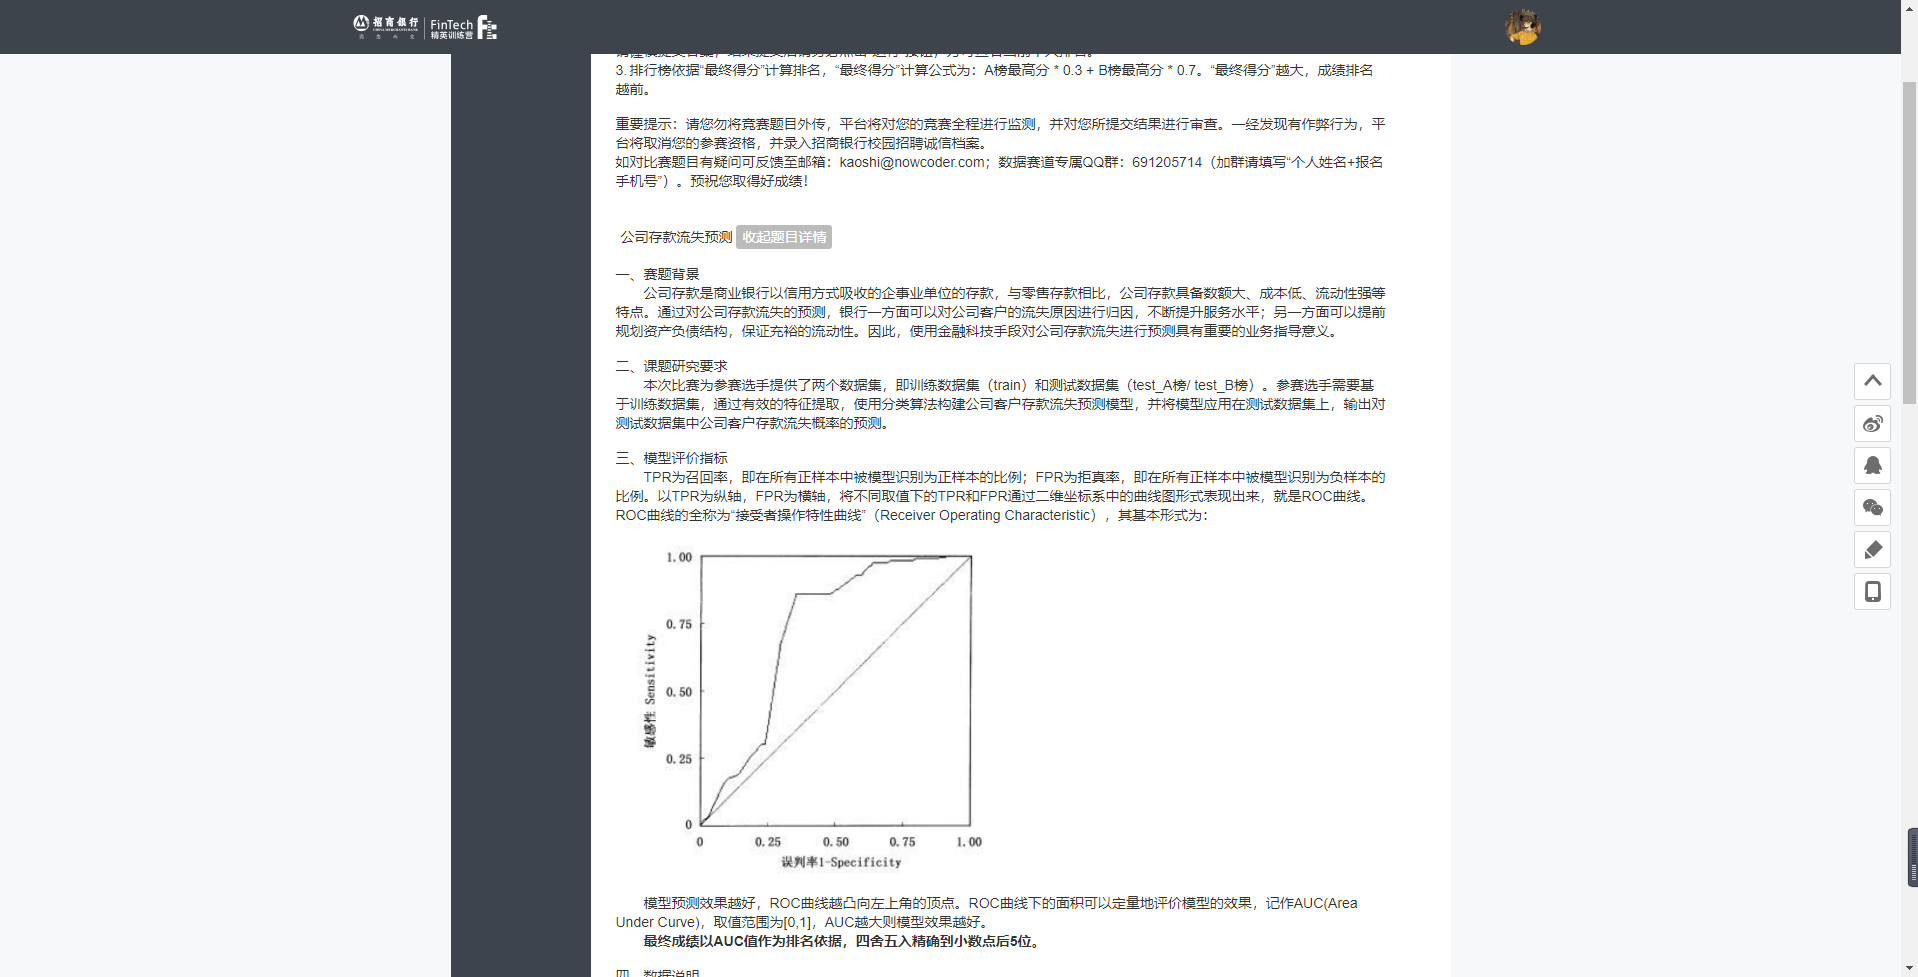 招商银行
CHINA MERCHANTS BANK
FinTech
精英训练营
3. 排行榜依据“最终得分”计算排名，“最终得分”计算公式为：A榜最高分 * 0.3 + B榜最高分 * 0.7。“最终得分”越大，成绩排名
越前。
重要提示：请您勿将竞赛题目外传，平台将对您的竞赛全程进行监测，并对您所提交结果进行审查。一经发现有作弊行为，平
台将取消您的参赛资格，并录入招商银行校园招聘诚信档案。
如对比赛题目有疑问可反馈至邮箱：kaoshi@nowcoder.com；数据赛道专属QQ群：691205714（加群请填写“个人姓名+报名
手机号”）。预祝您取得好成绩！
公司存款流失预测 收起题目详情
一、赛题背景
公司存款是商业银行以信用方式吸收的企事业单位的存款，与零售存款相比，公司存款具备数额大、成本低、流动性强等
特点。通过对公司存款流失的预测，银行一方面可以对公司客户的流失原因进行归因，不断提升服务水平；另一方面可以提前
规划资产负债结构，保证充裕的流动性。因此，使用金融科技手段对公司存款流失进行预测具有重要的业务指导意义。
二、课题研究要求
本次比赛为参赛选手提供了两个数据集，即训练数据集（train）和测试数据集（test_A榜/ test_B榜）。参赛选手需要基
于训练数据集，通过有效的特征提取，使用分类算法构建公司客户存款流失预测模型，并将模型应用在测试数据集上，输出对
测试数据集中公司客户存款流失概率的预测。
三、模型评价指标
TPR为召回率，即在所有正样本中被模型识别为正样本的比例；FPR为拒真率，即在所有正样本中被模型识别为负样本的
比例。以TPR为纵轴，FPR为横轴，将不同取值下的TPR和FPR通过二维坐标系中的曲线图形式表现出来，就是ROC曲线。
ROC曲线的全称为“接受者操作特性曲线”（Receiver Operating Characteristic），其基本形式为：
1.00
0.75
0.50
0.25
0
敏感性 Sensitivity
0 0.25 0.50 0.75 1.00
误判率1-Specificity
模型预测效果越好，ROC曲线越凸向左上角的顶点。ROC曲线下的面积可以定量地评价模型的效果，记作AUC(Area
Under Curve)，取值范围为[0,1]，AUC越大则模型效果越好。
最终成绩以AUC值作为排名依据，四舍五入精确到小数点后5位。
四、数据说明